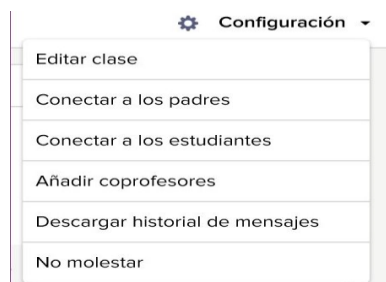 Configuración
Editar clase
Conectar a los padres
Conectar a los estudiantes
Añadir coprofesores
Descargar historial de mensajes
No molestar